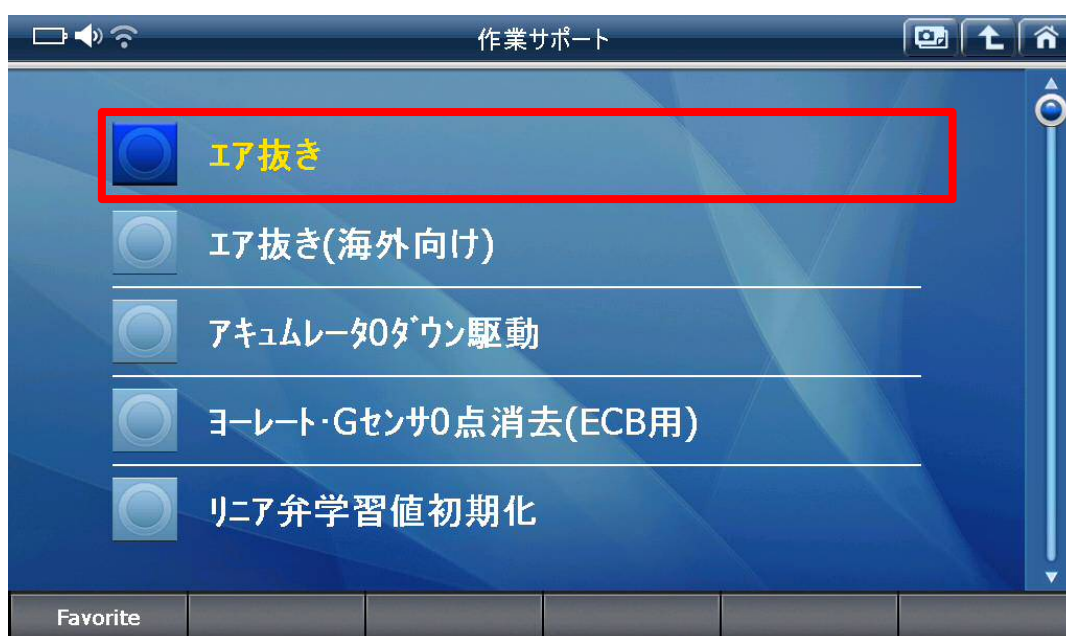 作業サポート
エア抜き
エア抜き(海外向け)
アキュムレータ0ダウン駆動
ヨーレート･Gセンサ0点消去(ECB用)
リニア弁学習値初期化
Favorite